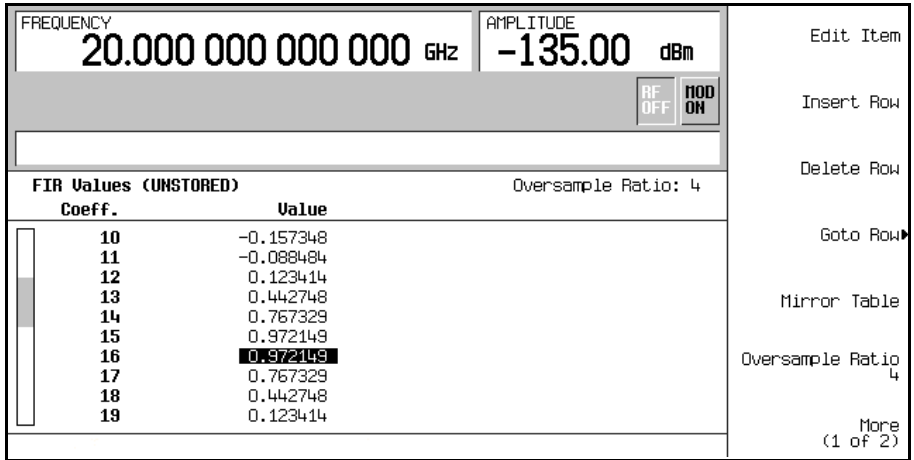 FREQUENCY
20.000 000 000 000 GHz
AMPLITUDE
-135.00 dBm
RF OFF
MOD ON
FIR Values (UNSTORED) Oversample Ratio: 4
Coeff. Value
10 -0.157348
11 -0.088484
12 0.123414
13 0.442748
14 0.767329
15 0.972149
16 0.972149
17 0.767329
18 0.442748
19 0.123414
Edit Item
Insert Row
Delete Row
Goto Row
Mirror Table
Oversample Ratio
4
More
(1 of 2)